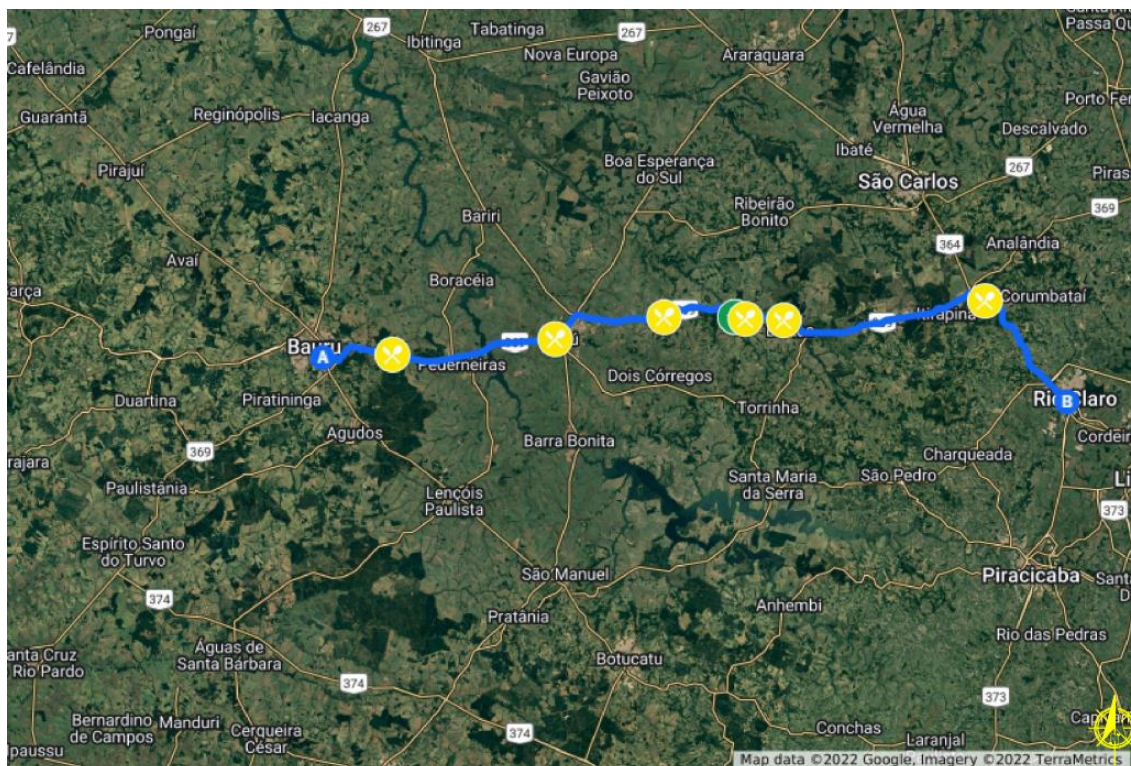 267
Pongaí
Tabatinga
Ibitinga
267
Passa Qu
Cafelândia
Nova Europa
Araraquara
Gavião
Peixoto
Guarantã
Reginópolis
Iacanga
Água
Vermelha
Porto Fer
Descalvado
Ibaté
Pirajuí
Boa Esperança
do Sul
267
Piras
São Carlos
Ribeirão
Bonito
369
Bariri
364
Analândia
Avaí
Boracéia
Corumbataí
Itirapina
Bauru
A
Pederneiras
Dois Córregos
Rio Claro
B
Duartina
Piratininga
Torrinha
Agudos
Barra Bonita
Cordeir
369
Charqueada
Paulistânia
Santa Maria
da Serra
São Pedro
Lençóis
Paulista
373
Espírito Santo
do Turvo
São Manuel
Piracicaba
Santa
374
Pratânia
Anhembi
Rio das Pedras
Águas de
Santa Bárbara
anta Cruz
Rio Pardo
Botucatu
374
373
Bernardino
de Campos
Manduri
Cerqueira
César
374
Conchas
Laranjal
Ipaussu
Map data ©2022 Google, Imagery ©2022 TerraMetrics